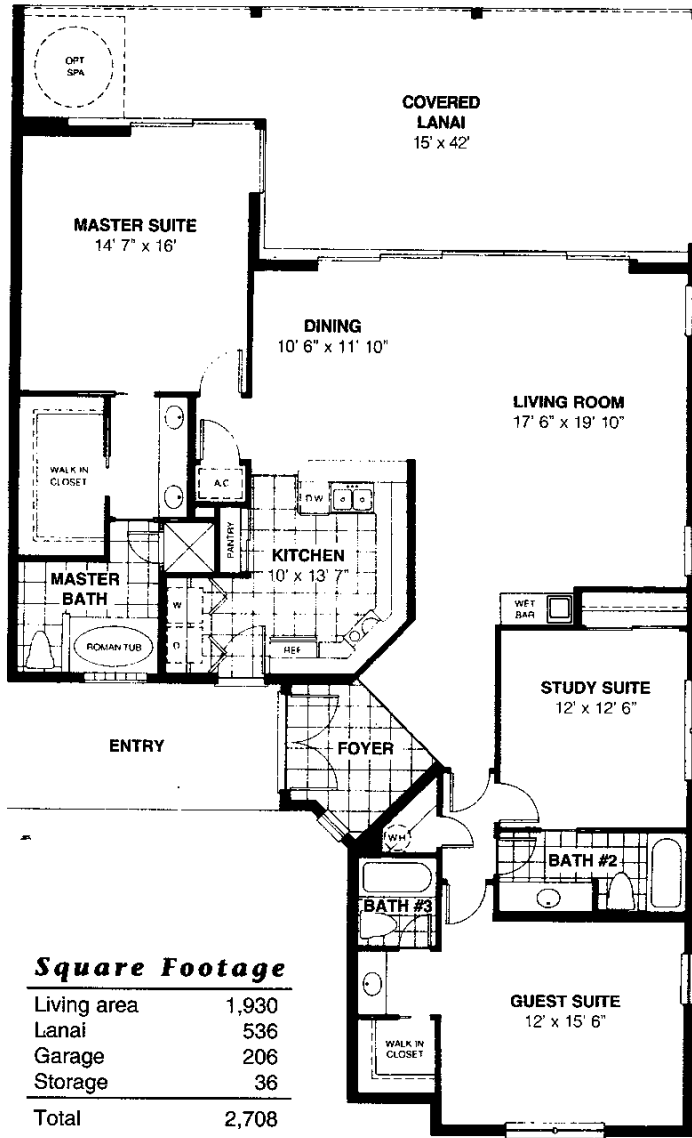 OPT
SPA
COVERED
LANAI
15' x 42'
MASTER SUITE
14' 7" x 16'
DINING
10' 6" x 11' 10"
LIVING ROOM
17' 6" x 19' 10"
WALK IN
CLOSET
A.C
DW
PANTRY
KITCHEN
10' x 13' 7"
MASTER
BATH
W
D
ROMAN TUB
REF
WET
BAR
STUDY SUITE
12' x 12' 6"
ENTRY
FOYER
WH
BATH #2
BATH #3
GUEST SUITE
12' x 15' 6"
WALK IN
CLOSET
Square Footage
Living area 1,930
Lanai 536
Garage 206
Storage 36
Total 2,708